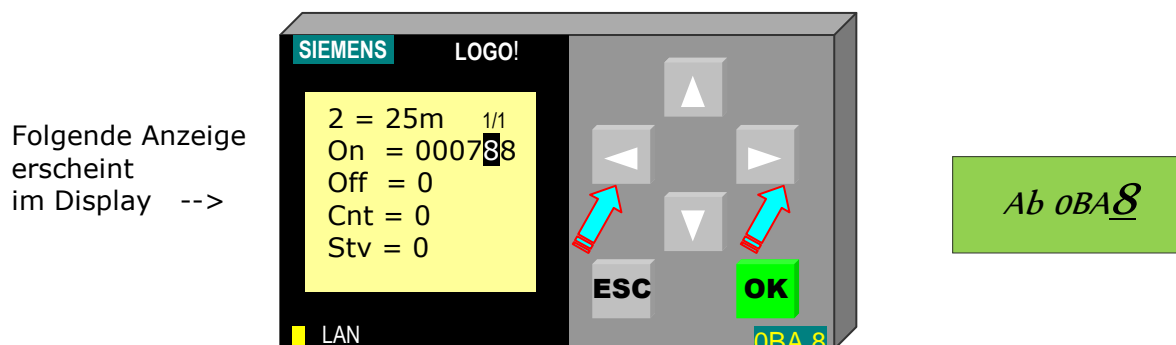 Folgende Anzeige
erscheint
im Display -->
SIEMENS LOGO!
2 = 25m 1/1
On = 000788
Off = 0
Cnt = 0
Stv = 0
ESC
OK
LAN
0BA 8
Ab 0BA8